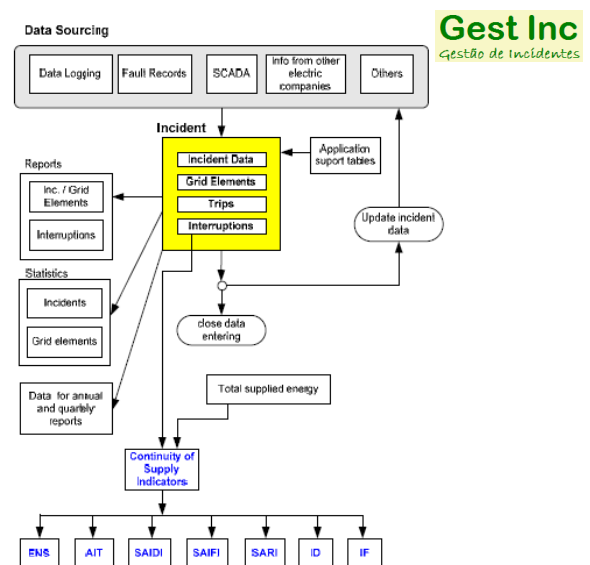 Gest Inc
Gestão de Incidentes
Data Sourcing
Data Logging
Fault Records
SCADA
Info from other
electric
companies
Others
Incident
Incident Data
Grid Elements
Trips
Interruptions
Application
suport tables
Reports
Inc. / Grid
Elements
Interruptions
Update incident
data
Statistics
Incidents
Grid elements
close data
entering
Data for annual
and quartely
reports
Total supplied energy
Continuity of
Supply
Indicators
ENS
AIT
SAIDI
SAIFI
SARI
ID
IF